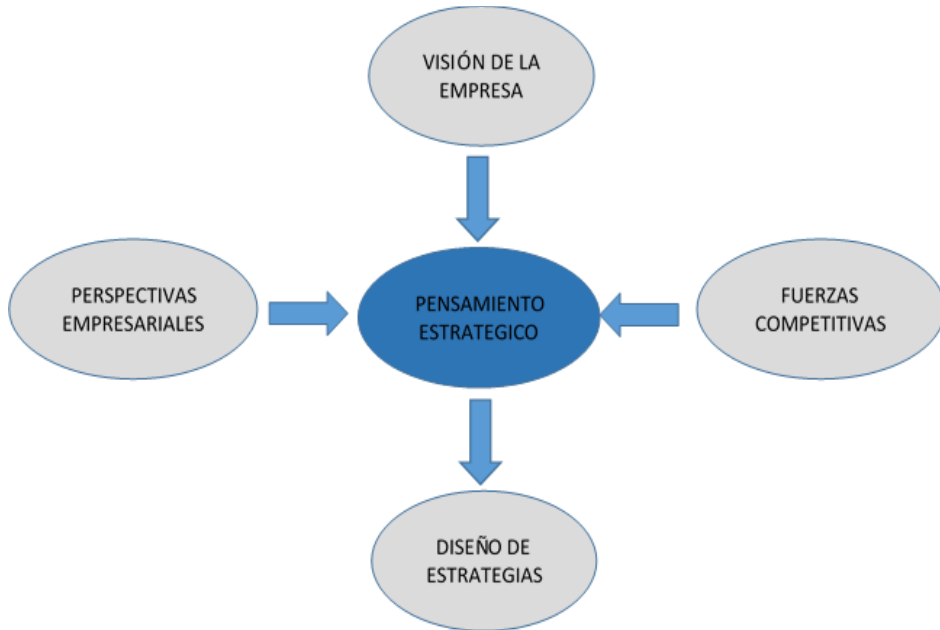 VISIÓN DE LA
EMPRESA
PERSPECTIVAS
EMPRESARIALES
PENSAMIENTO
ESTRATEGICO
FUERZAS
COMPETITIVAS
DISEÑO DE
ESTRATEGIAS